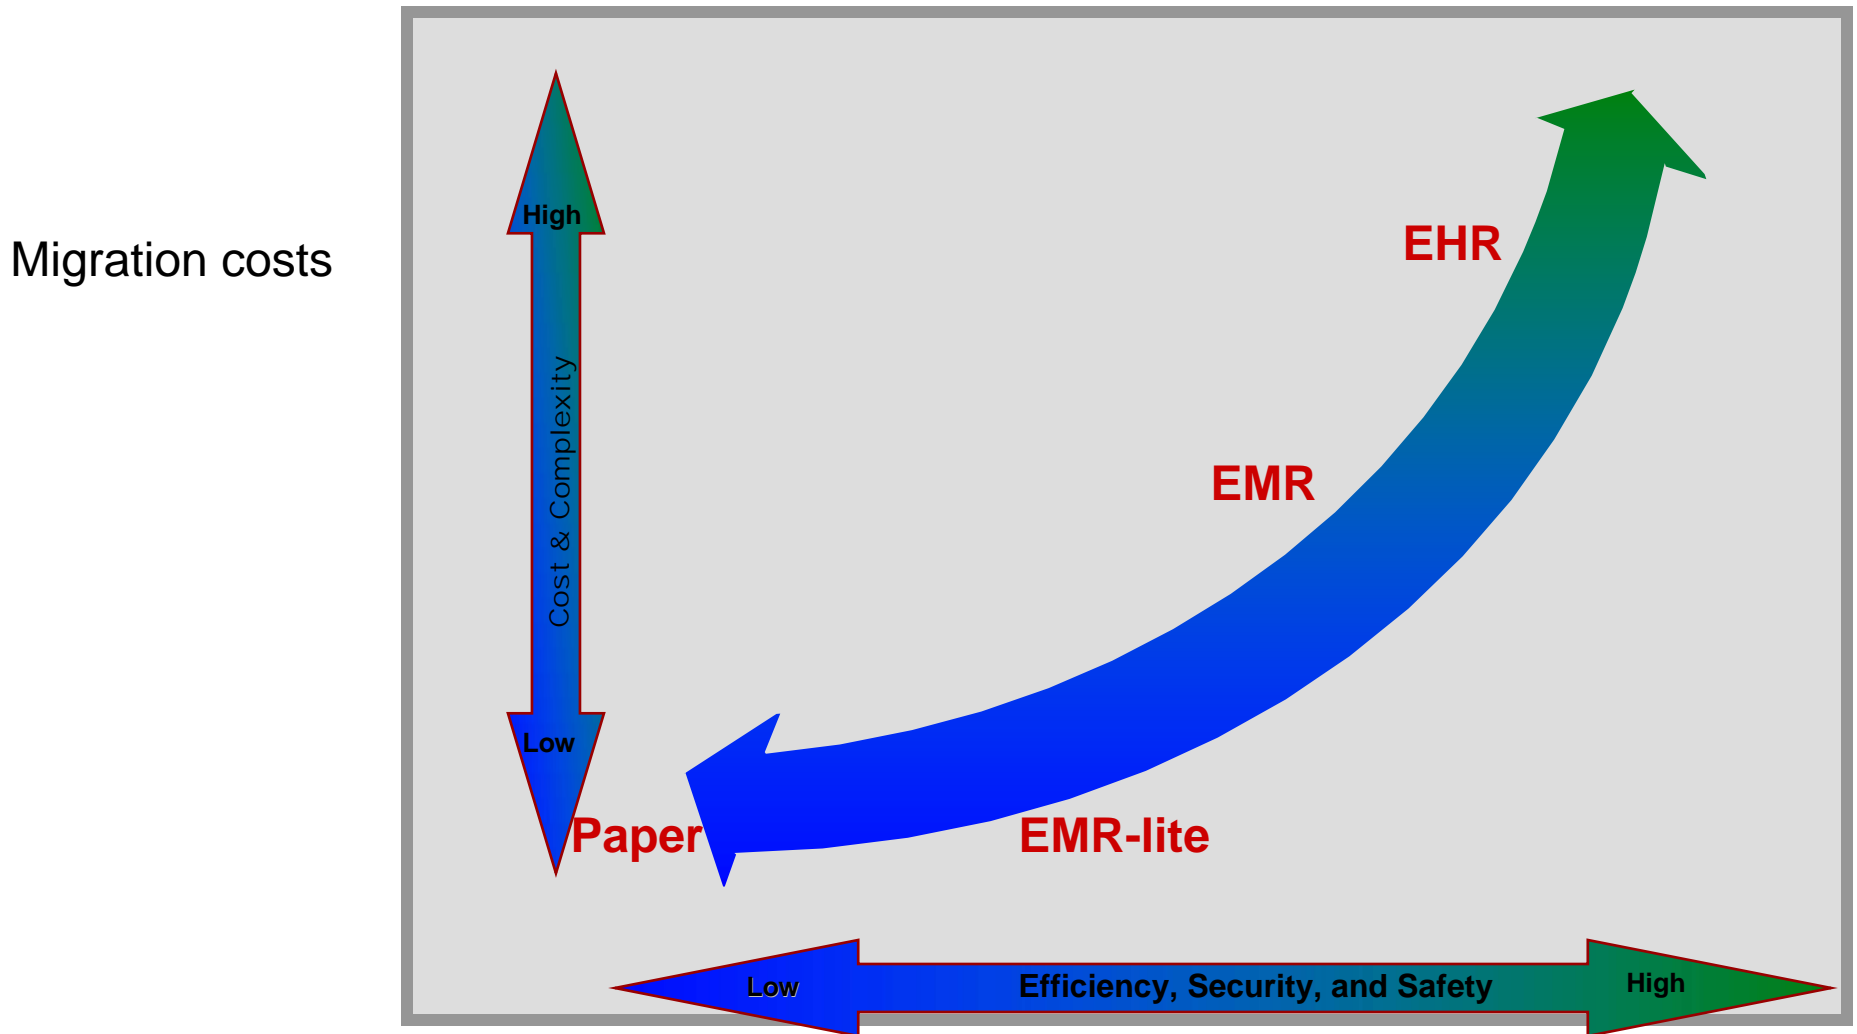 Migration costs
High
EHR
Cost & Complexity
EMR
Low
Paper
EMR-lite
Low
Efficiency, Security, and Safety
High